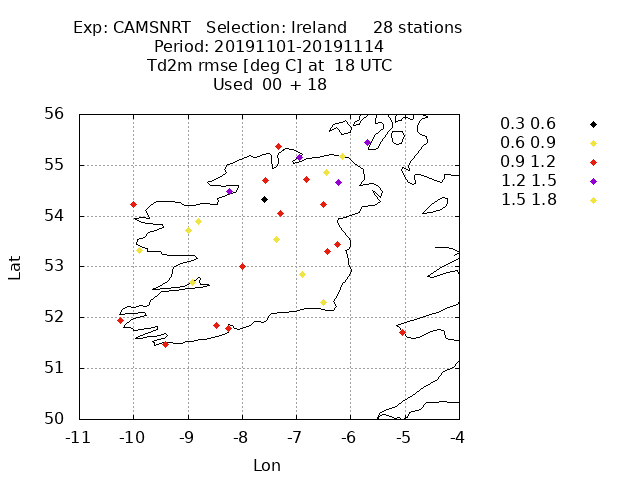 Exp: CAMSNRT   Selection: Ireland     28 stations
Period: 20191101-20191114
Td2m rmse [deg C] at  18 UTC
Used  00 + 18
0.3 0.6
0.6 0.9
0.9 1.2
1.2 1.5
1.5 1.8
56
55
54
53
52
51
50
Lat
-11 -10 -9 -8 -7 -6 -5 -4
Lon